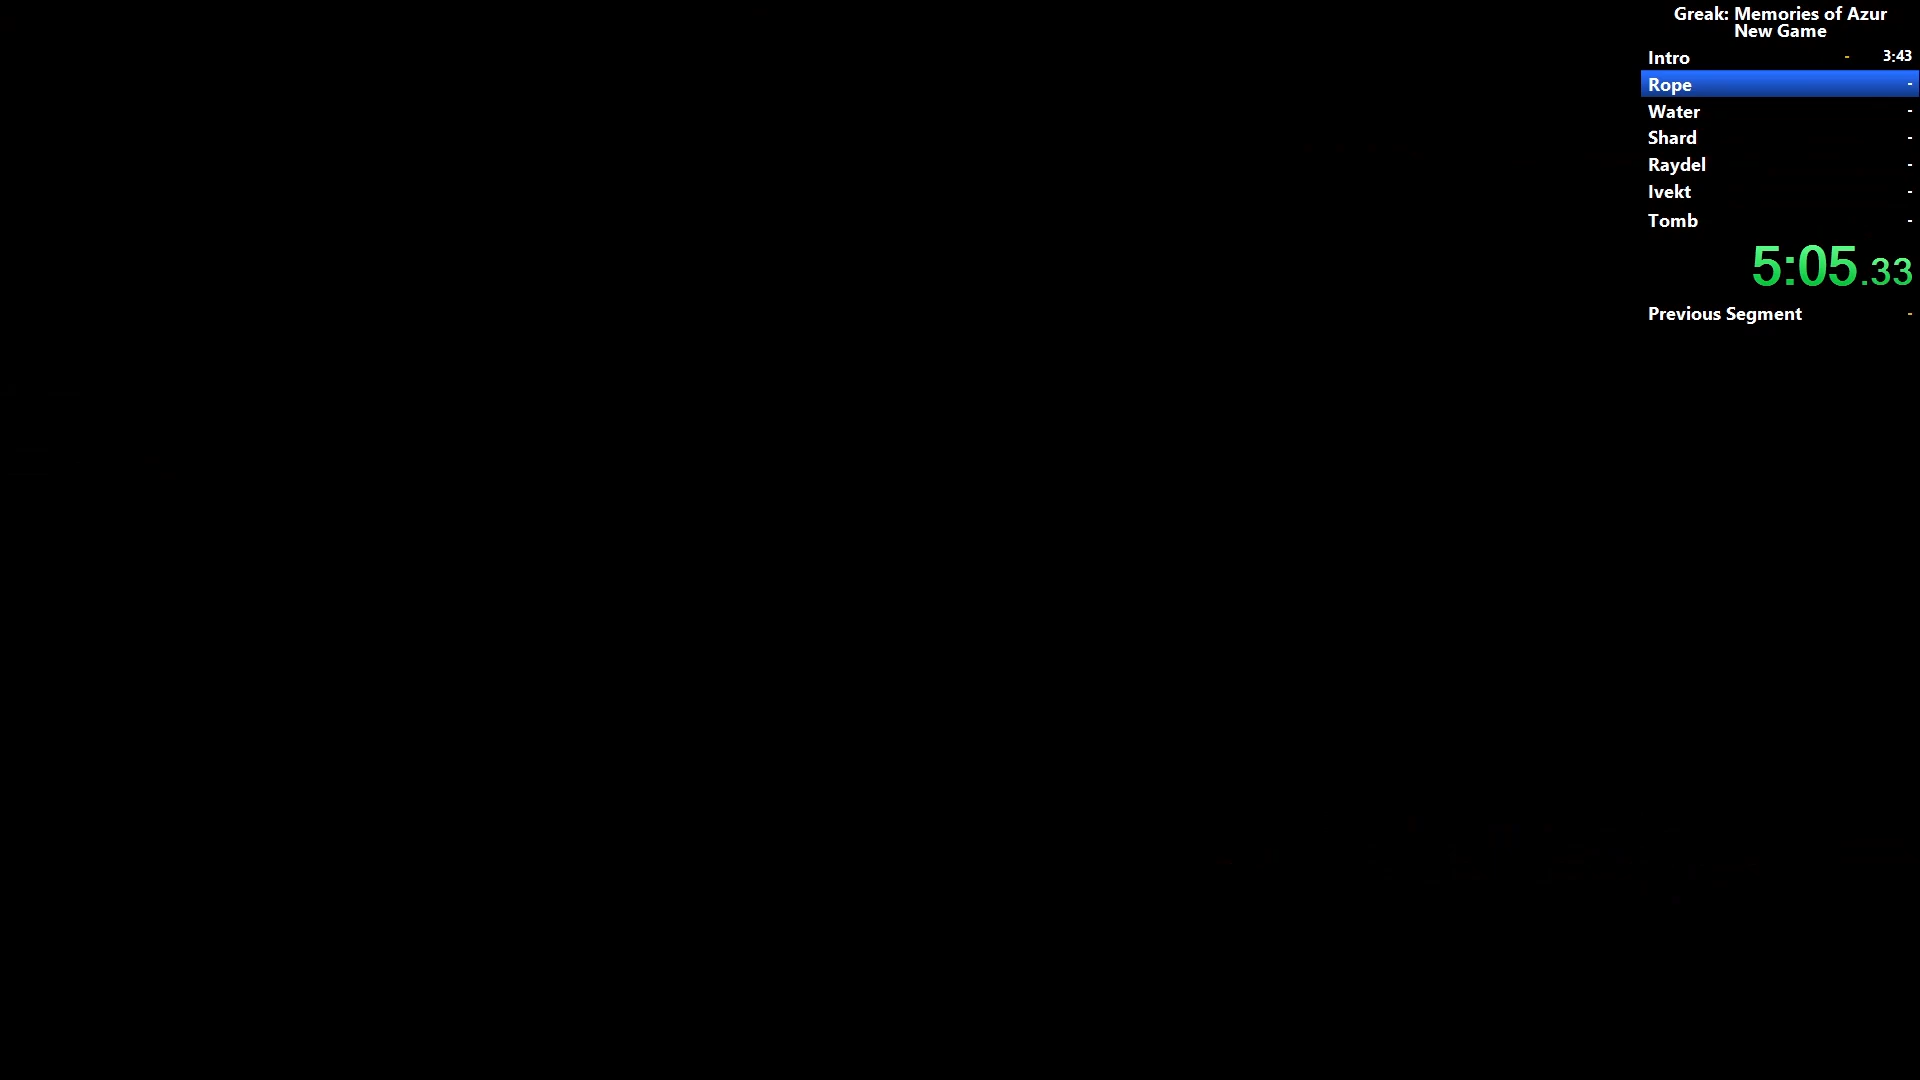 Greak: Memories of Azur
New Game
Intro - 3:43
Rope -
Water -
Shard -
Raydel -
Ivekt -
Tomb -
5:05.33
Previous Segment -